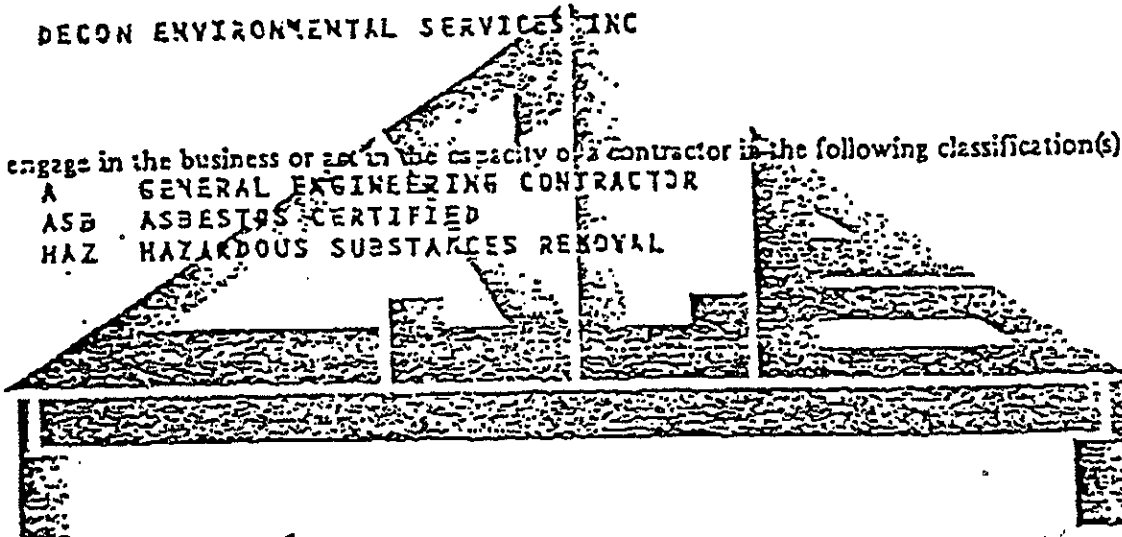 DECON ENVIRONMENTAL SERVICES INC
engage in the business or act in the capacity of a contractor in the following classification(s)
A GENERAL ENGINEERING CONTRACTOR
ASB ASBESTOS CERTIFIED
HAZ HAZARDOUS SUBSTANCES REMOVAL